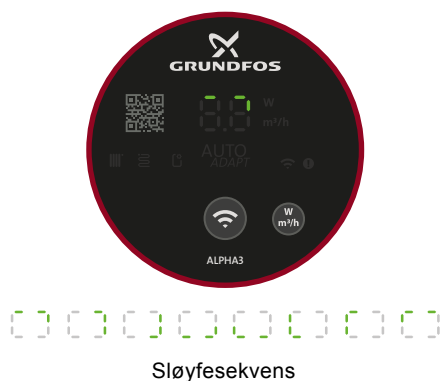 GRUNDFOS
W
m³/h
AUTO
ADAPT
W
m³/h
ALPHA3
Sløyfesekvens